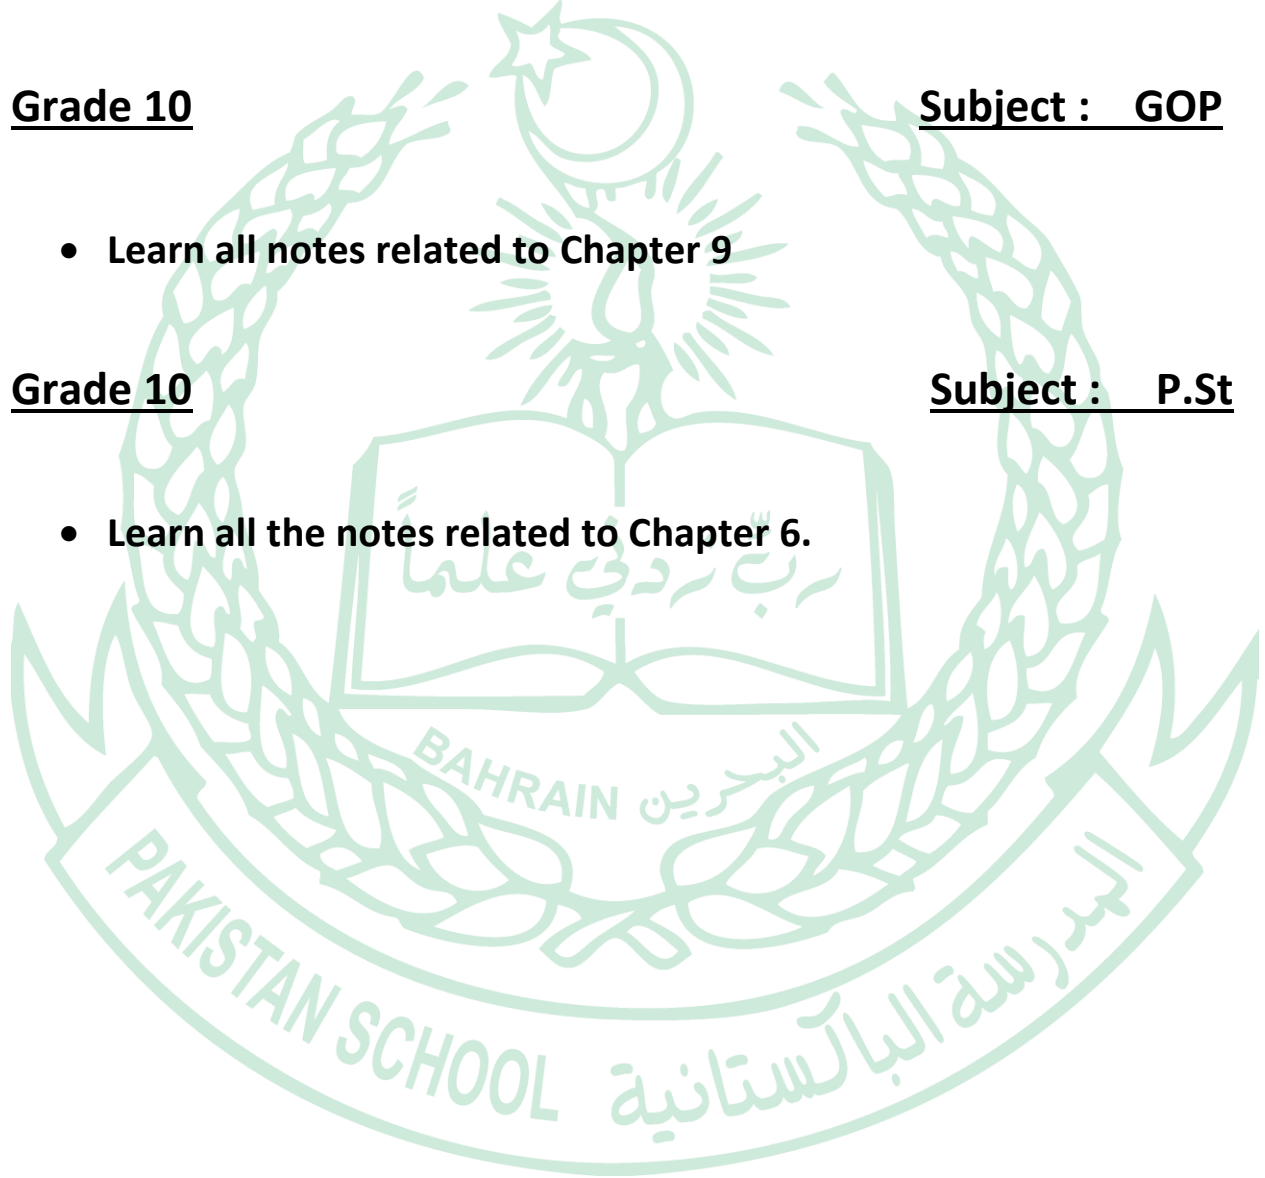 Grade 10 Subject : GOP
• Learn all notes related to Chapter 9
Grade 10 Subject : P.St
• Learn all the notes related to Chapter 6.
ربّ زدني علماً
BAHRAIN البحرين
PAKISTAN SCHOOL المدرسة الباكستانية